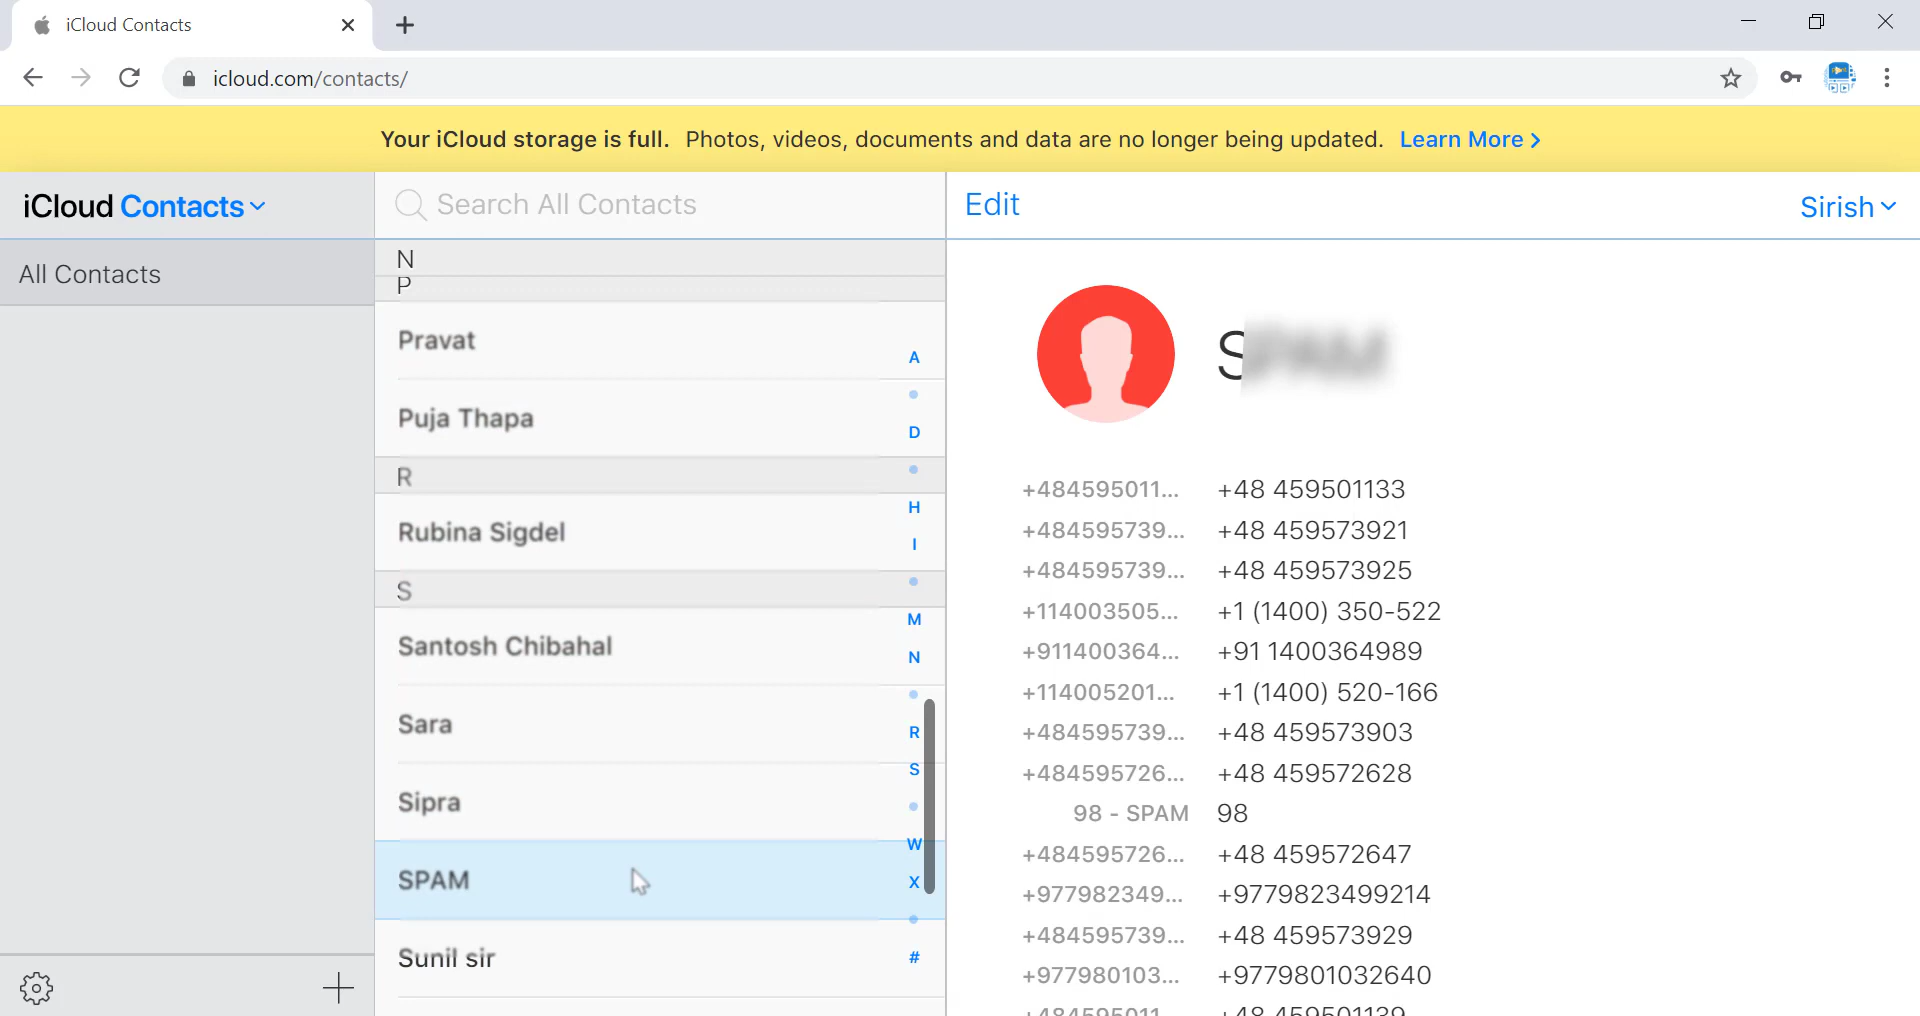 iCloud Contacts
icloud.com/contacts/
Your iCloud storage is full. Photos, videos, documents and data are no longer being updated. Learn More
iCloud Contacts
Search All Contacts
Edit
Sirish
All Contacts
N
P
Pravat
Puja Thapa
R
Rubina Sigdel
S
Santosh Chibahal
Sara
Sipra
SPAM
Sunil sir
A
D
H
I
M
N
R
S
W
X
#
SPAM
+484595011... +48 459501133
+484595739... +48 459573921
+484595739... +48 459573925
+114003505... +1 (1400) 350-522
+911400364... +91 1400364989
+114005201... +1 (1400) 520-166
+484595739... +48 459573903
+484595726... +48 459572628
98 - SPAM 98
+484595726... +48 459572647
+977982349... +9779823499214
+484595739... +48 459573929
+977980103... +9779801032640
+484595011... +48 459501139